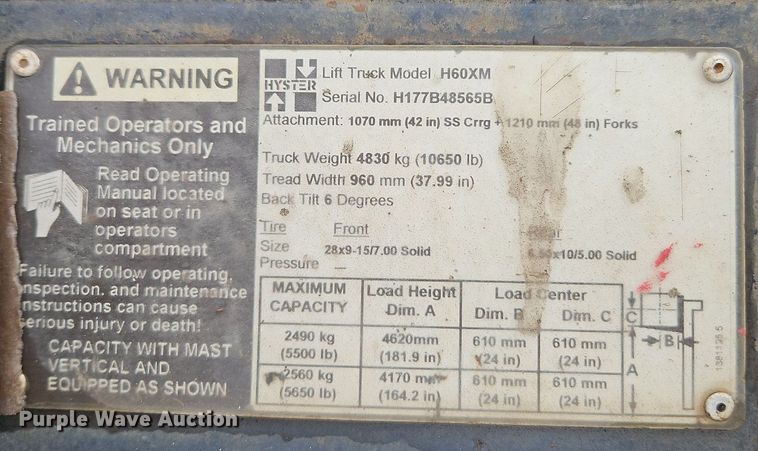 WARNING
Trained Operators and
Mechanics Only
Read Operating
Manual located
on seat or in
operators
compartment
Failure to follow operating,
inspection, and maintenance
instructions can cause
serious injury or death!
CAPACITY WITH MAST
VERTICAL AND
EQUIPPED AS SHOWN
HYSTER
Lift Truck Model H60XM
Serial No. H177B48565B
Attachment: 1070 mm (42 in) SS Crrg + 1210 mm (48 in) Forks
Truck Weight 4830 kg (10650 lb)
Tread Width 960 mm (37.99 in)
Back Tilt 6 Degrees
Tire Front Rear
Size 28x9-15/7.00 Solid 6.50x10/5.00 Solid
Pressure —
MAXIMUM CAPACITY Load Height Dim. A Load Center Dim. B Dim. C
2490 kg 4620mm 610 mm 610 mm
(5500 lb) (181.9 in) (24 in) (24 in)
2560 kg 4170 mm 610 mm 610 mm
(5650 lb) (164.2 in) (24 in) (24 in)
C
B
A
Purple Wave Auction